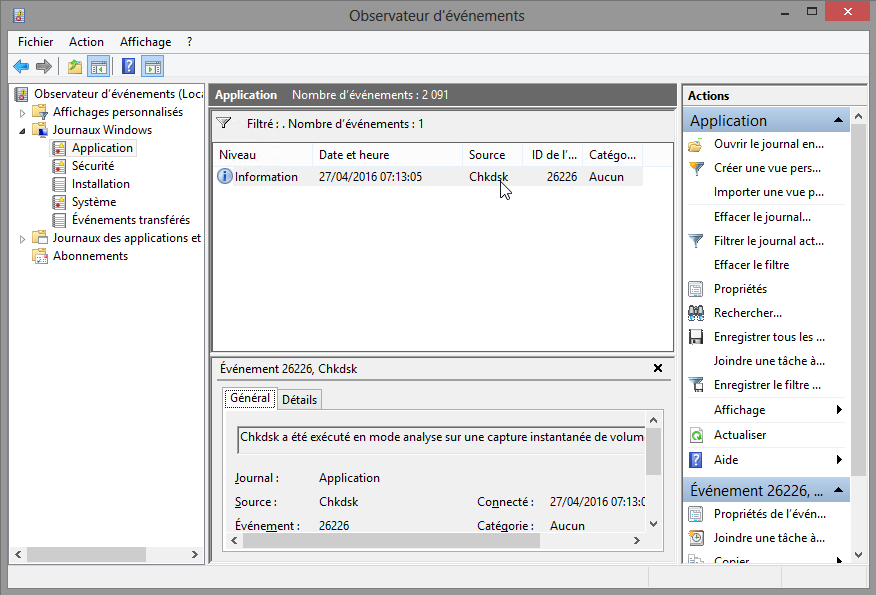 Observateur d'événements
Fichier Action Affichage ?
Observateur d'événements (Loca
Affichages personnalisés
Journaux Windows
Application
Sécurité
Installation
Système
Événements transférés
Journaux des applications et
Abonnements
Application Nombre d'événements : 2 091
Filtré : . Nombre d'événements : 1
Niveau Date et heure Source ID de l'... Catégo...
Information 27/04/2016 07:13:05 Chkdsk 26226 Aucun
Événement 26226, Chkdsk
Général Détails
Chkdsk a été exécuté en mode analyse sur une capture instantanée de volum
Journal : Application
Source : Chkdsk Connecté : 27/04/2016 07:13:0
Événement : 26226 Catégorie : Aucun
Actions
Application
Ouvrir le journal en...
Créer une vue pers...
Importer une vue p...
Effacer le journal...
Filtrer le journal act...
Effacer le filtre
Propriétés
Rechercher...
Enregistrer tous les ...
Joindre une tâche à...
Enregistrer le filtre ...
Affichage
Actualiser
Aide
Événement 26226, ...
Propriétés de l'évén...
Joindre une tâche à...
Copier